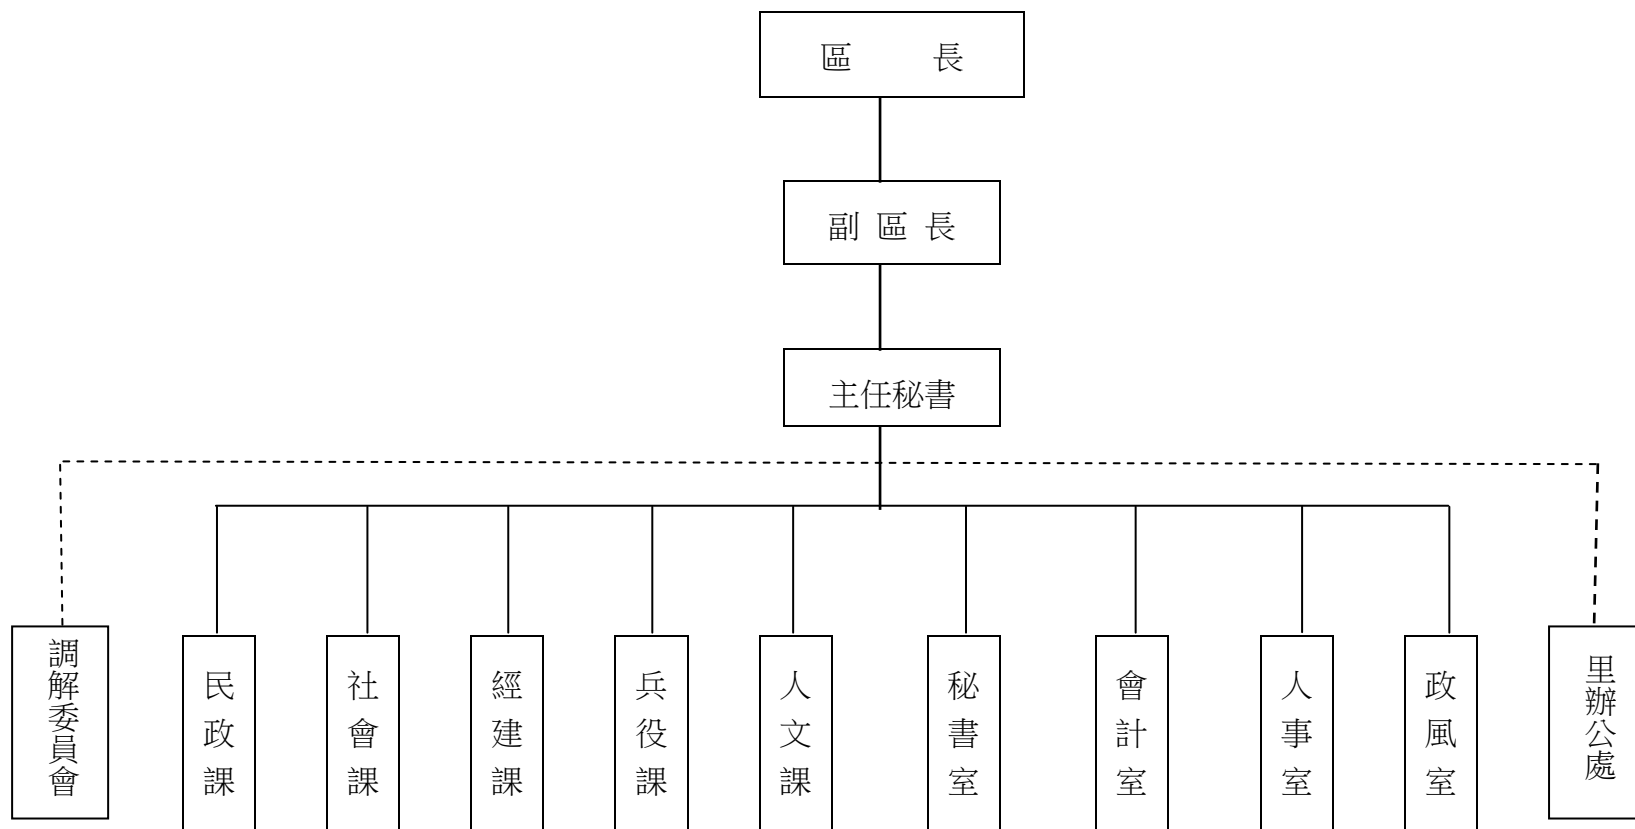 區 長
副 區 長
主任秘書
調解委員會
民政課
社會課
經建課
兵役課
人文課
秘書室
會計室
人事室
政風室
里辦公處